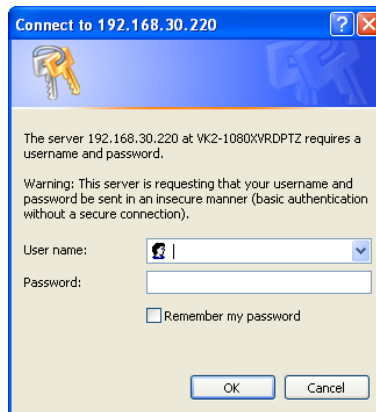 Connect to 192.168.30.220
The server 192.168.30.220 at VK2-1080XVRDPTZ requires a
username and password.
Warning: This server is requesting that your username and
password be sent in an insecure manner (basic authentication
without a secure connection).
User name:
Password:
Remember my password
OK
Cancel